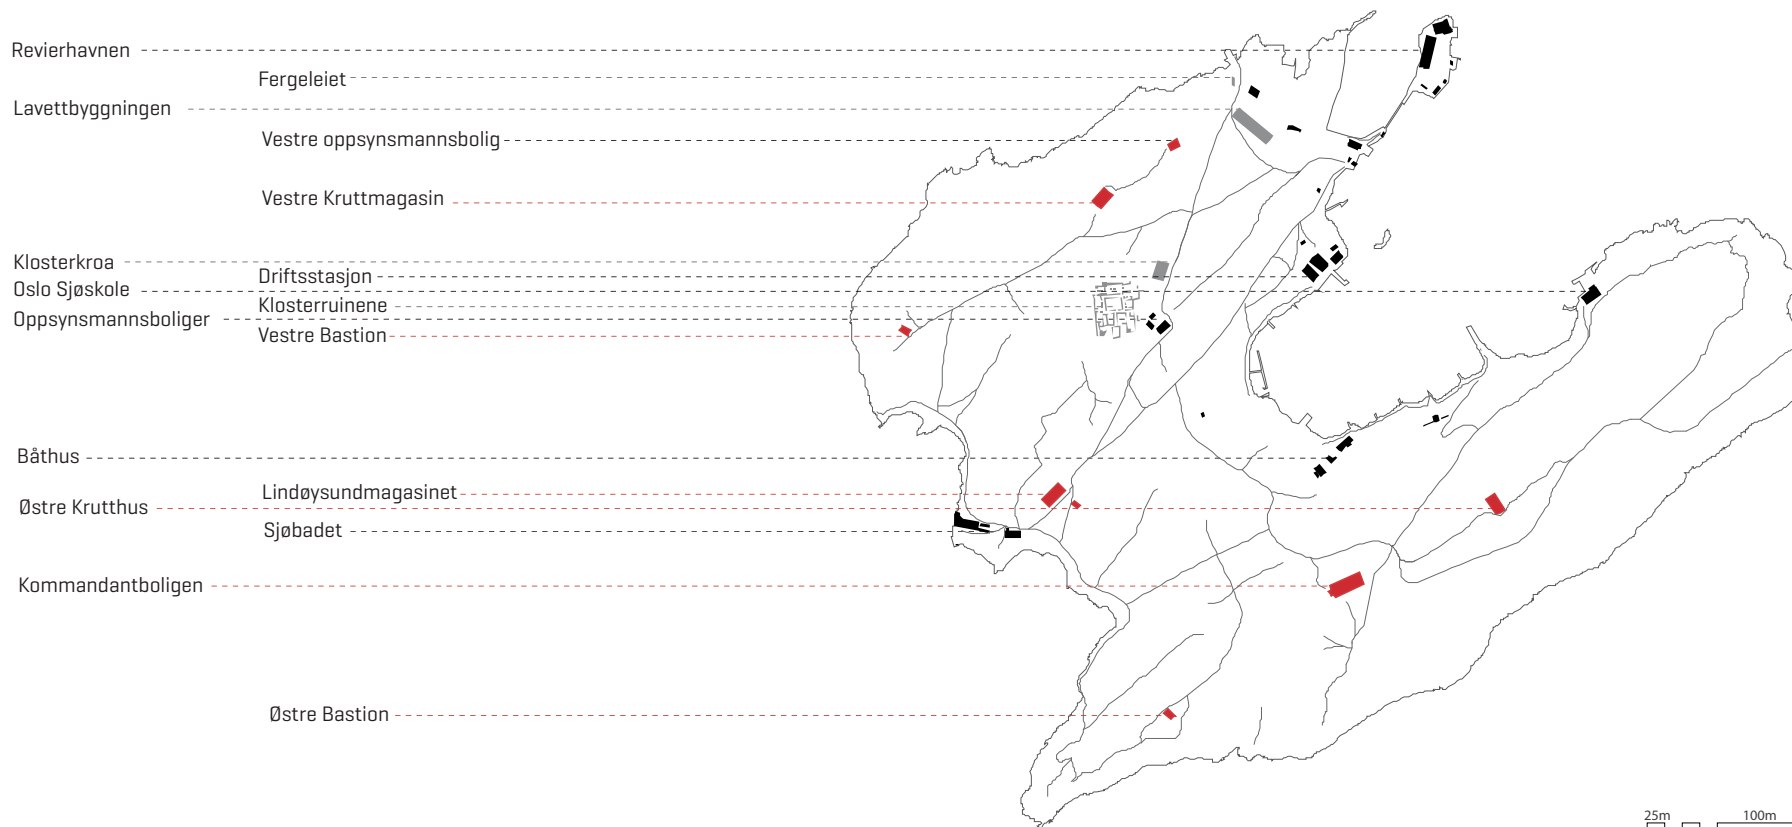 Revierhavnen
Fergeleiet
Lavettbyggningen
Vestre oppsynsmannsbolig
Vestre Kruttmagasin
Klosterkroa
Driftsstasjon
Oslo Sjøskole
Klosterruinene
Oppsynsmannsboliger
Vestre Bastion
Båthus
Lindøysundmagasinet
Østre Krutthus
Sjøbadet
Kommandantboligen
Østre Bastion
25m 100m